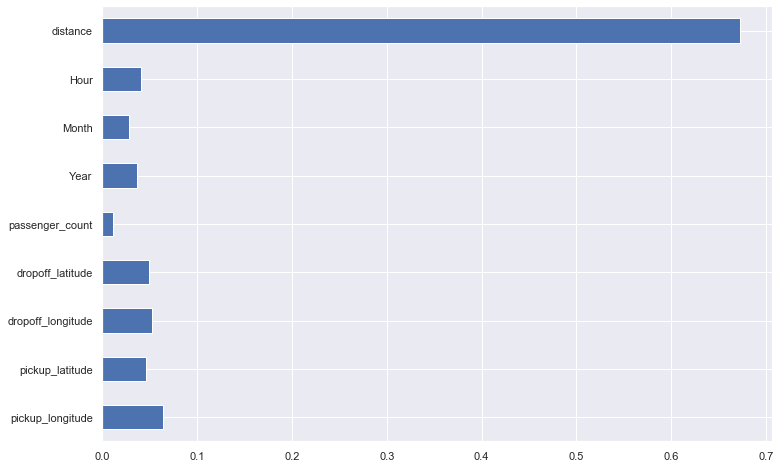 distance
Hour
Month
Year
passenger_count
dropoff_latitude
dropoff_longitude
pickup_latitude
pickup_longitude
0.0 0.1 0.2 0.3 0.4 0.5 0.6 0.7